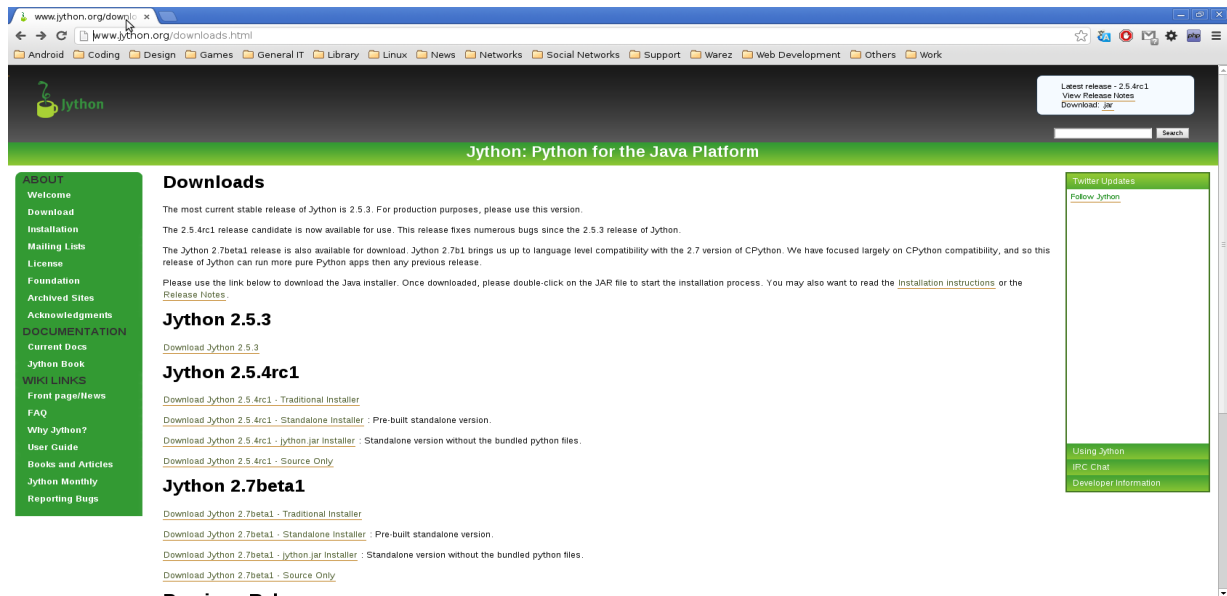 www.jython.org/downlo
www.jython.org/downloads.html
Android Coding Design Games General IT Library Linux News Networks Social Networks Support Warez Web Development Others Work
Jython
Latest release - 2.5.4rc1
View Release Notes
Download: .jar
Search
Jython: Python for the Java Platform
ABOUT
Welcome
Download
Installation
Mailing Lists
License
Foundation
Archived Sites
Acknowledgments
DOCUMENTATION
Current Docs
Jython Book
WIKI LINKS
Front page/News
FAQ
Why Jython?
User Guide
Books and Articles
Jython Monthly
Reporting Bugs
Downloads
The most current stable release of Jython is 2.5.3. For production purposes, please use this version.
The 2.5.4rc1 release candidate is now available for use. This release fixes numerous bugs since the 2.5.3 release of Jython.
The Jython 2.7beta1 release is also available for download. Jython 2.7b1 brings us up to language level compatibility with the 2.7 version of CPython. We have focused largely on CPython compatibility, and so this
release of Jython can run more pure Python apps then any previous release.
Please use the link below to download the Java installer. Once downloaded, please double-click on the JAR file to start the installation process. You may also want to read the Installation instructions or the
Release Notes.
Jython 2.5.3
Download Jython 2.5.3
Jython 2.5.4rc1
Download Jython 2.5.4rc1 - Traditional Installer
Download Jython 2.5.4rc1 - Standalone Installer : Pre-built standalone version.
Download Jython 2.5.4rc1 - jython.jar Installer : Standalone version without the bundled python files.
Download Jython 2.5.4rc1 - Source Only
Jython 2.7beta1
Download Jython 2.7beta1 - Traditional Installer
Download Jython 2.7beta1 - Standalone Installer : Pre-built standalone version.
Download Jython 2.7beta1 - jython.jar Installer : Standalone version without the bundled python files.
Download Jython 2.7beta1 - Source Only
Twitter Updates
Follow Jython
Using Jython
IRC Chat
Developer Information